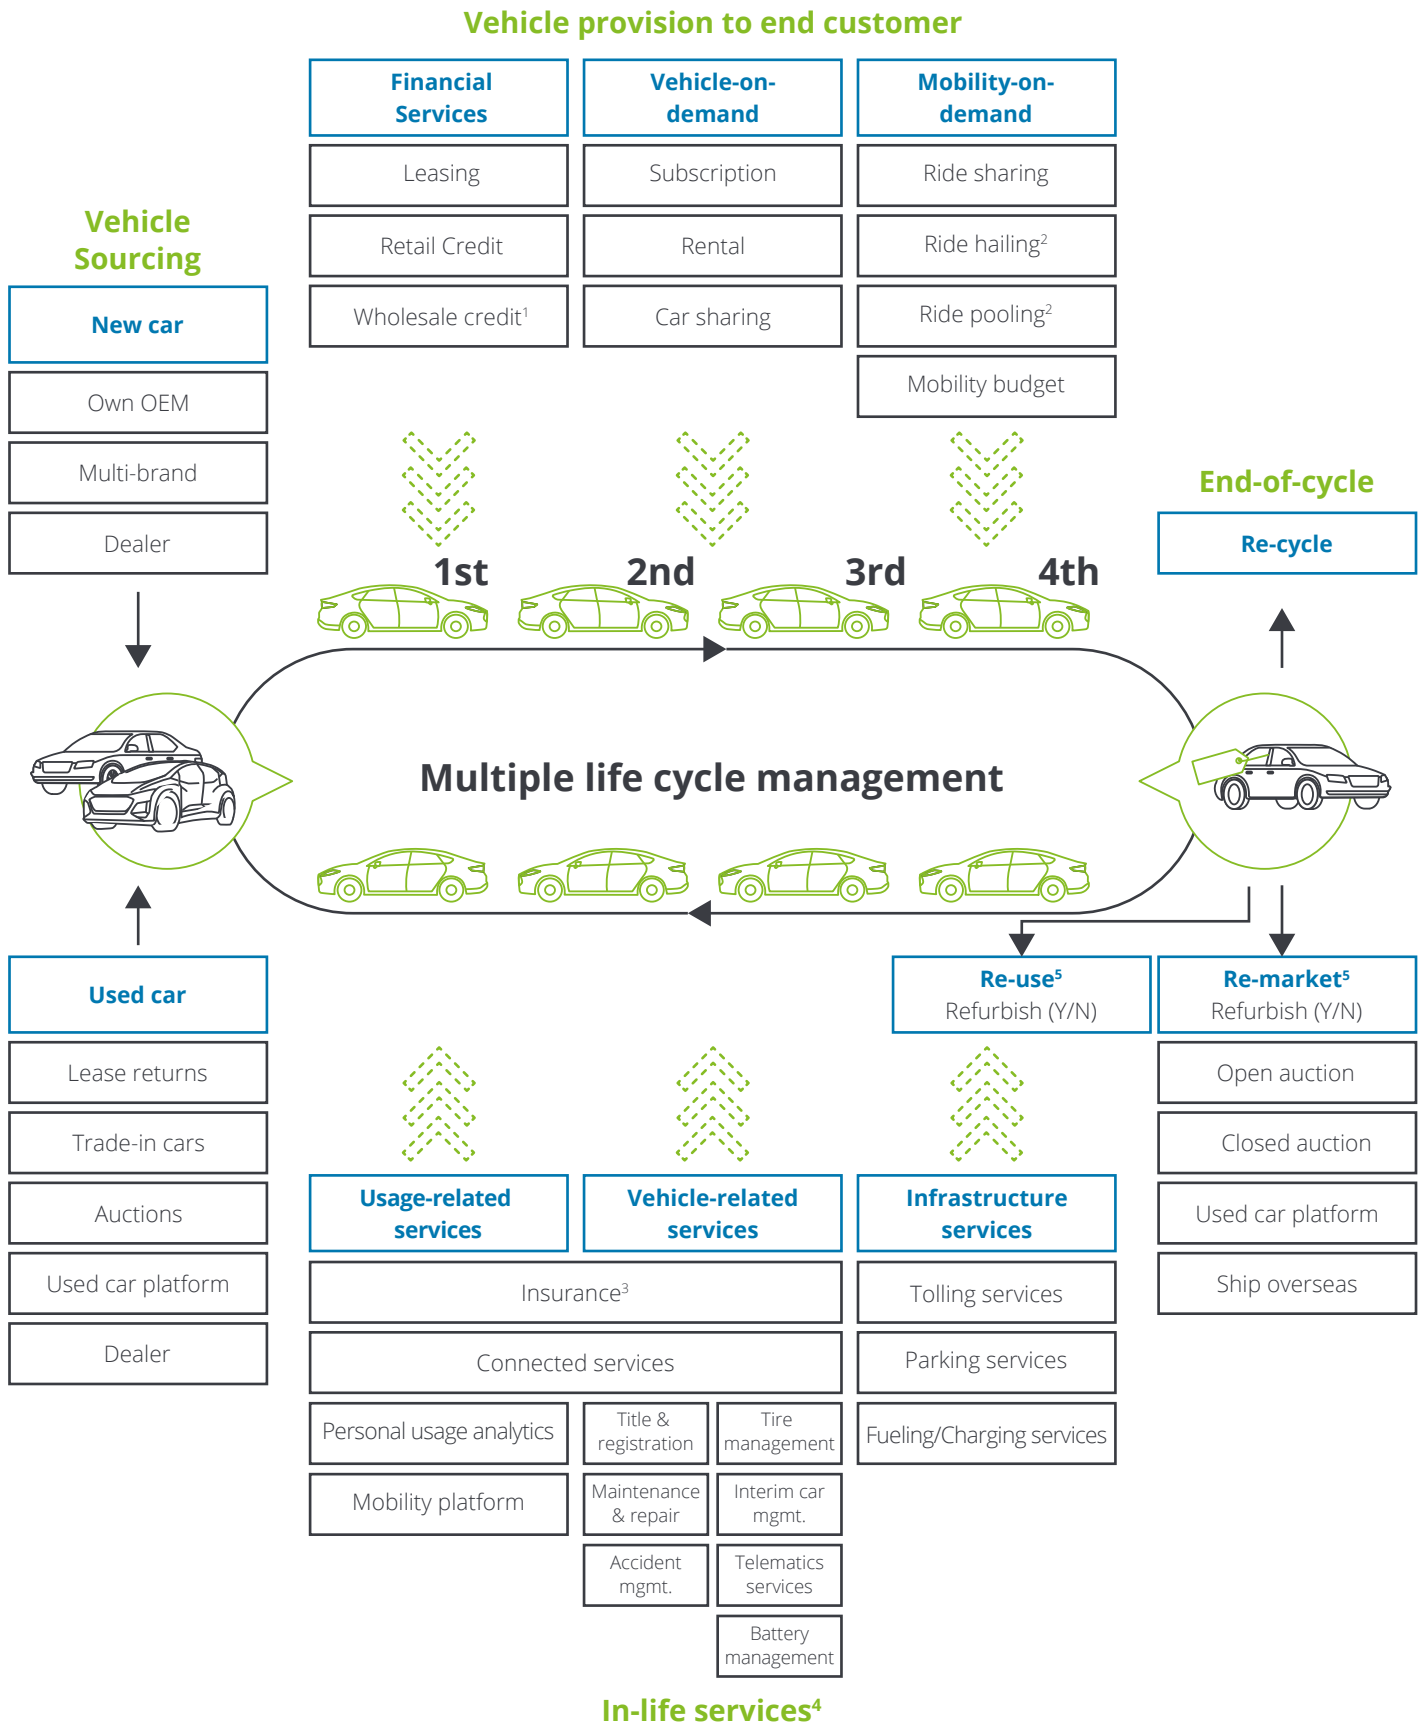 Vehicle provision to end customer
Financial
Services
Leasing
Retail Credit
Wholesale credit¹
Vehicle-on-
demand
Subscription
Rental
Car sharing
Mobility-on-
demand
Ride sharing
Ride hailing²
Ride pooling²
Mobility budget
Vehicle
Sourcing
New car
Own OEM
Multi-brand
Dealer
End-of-cycle
Re-cycle
1st
2nd
3rd
4th
Multiple life cycle management
Used car
Lease returns
Trade-in cars
Auctions
Used car platform
Dealer
Re-use⁵
Refurbish (Y/N)
Re-market⁵
Refurbish (Y/N)
Open auction
Closed auction
Used car platform
Ship overseas
Usage-related
services
Vehicle-related
services
Insurance³
Connected services
Personal usage analytics
Mobility platform
Title &
registration
Tire
management
Maintenance
& repair
Interim car
mgmt.
Accident
mgmt.
Telematics
services
Battery
management
Infrastructure
services
Tolling services
Parking services
Fueling/Charging services
In-life services⁴